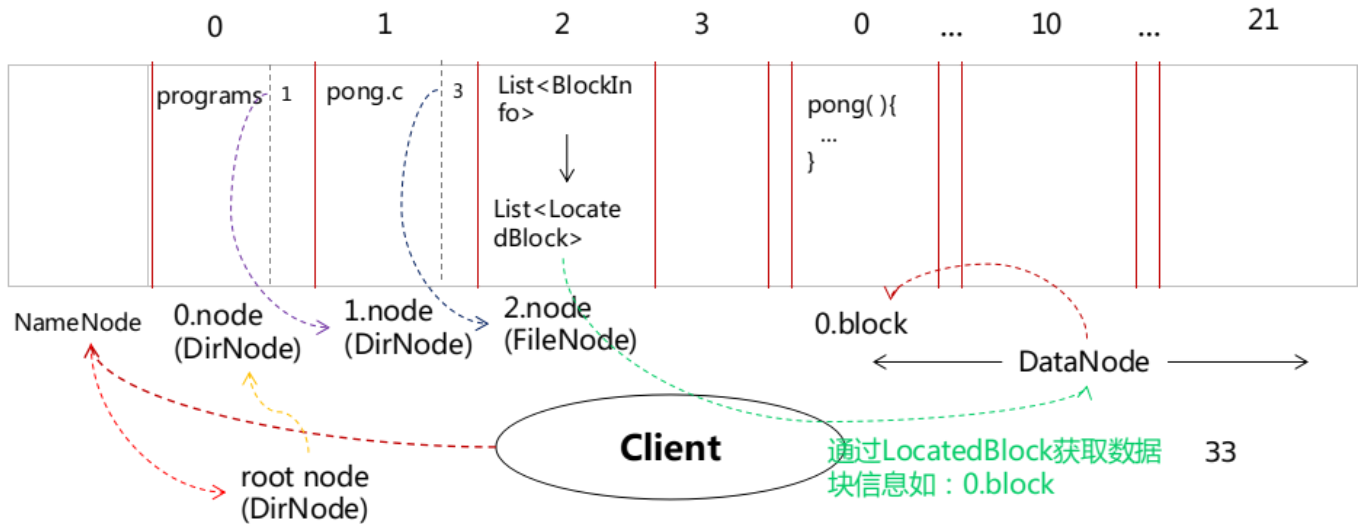 0 1 2 3 0 ... 10 ... 21
programs 1
pong.c 3
List<BlockIn
fo>
List<Locate
dBlock>
pong( ){
...
}
NameNode
0.node
(DirNode)
1.node
(DirNode)
2.node
(FileNode)
0.block
DataNode
Client
root node
(DirNode)
通过LocatedBlock获取数据
块信息如：0.block
33